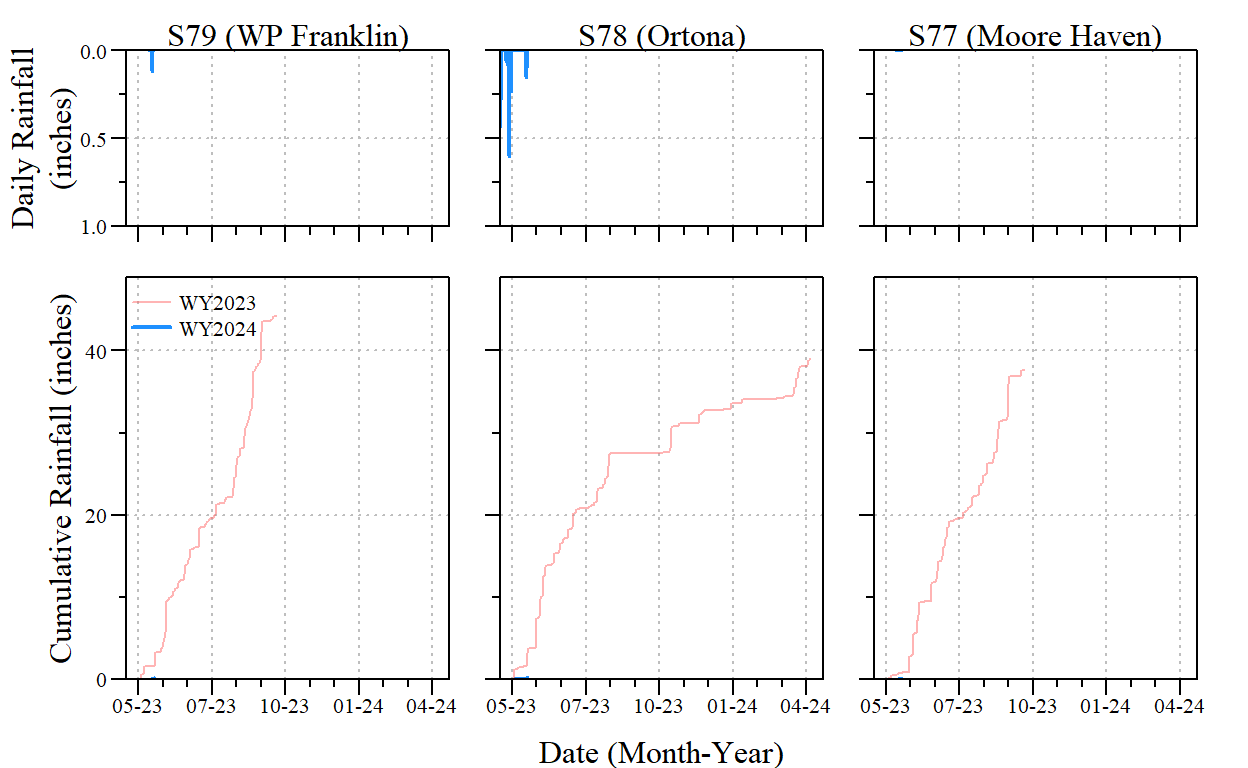 S79 (WP Franklin)
S78 (Ortona)
S77 (Moore Haven)
Daily Rainfall
(inches)
0.0
0.5
1.0
Cumulative Rainfall (inches)
40
20
0
WY2023
WY2024
05-23 07-23 10-23 01-24 04-24
05-23 07-23 10-23 01-24 04-24
05-23 07-23 10-23 01-24 04-24
Date (Month-Year)